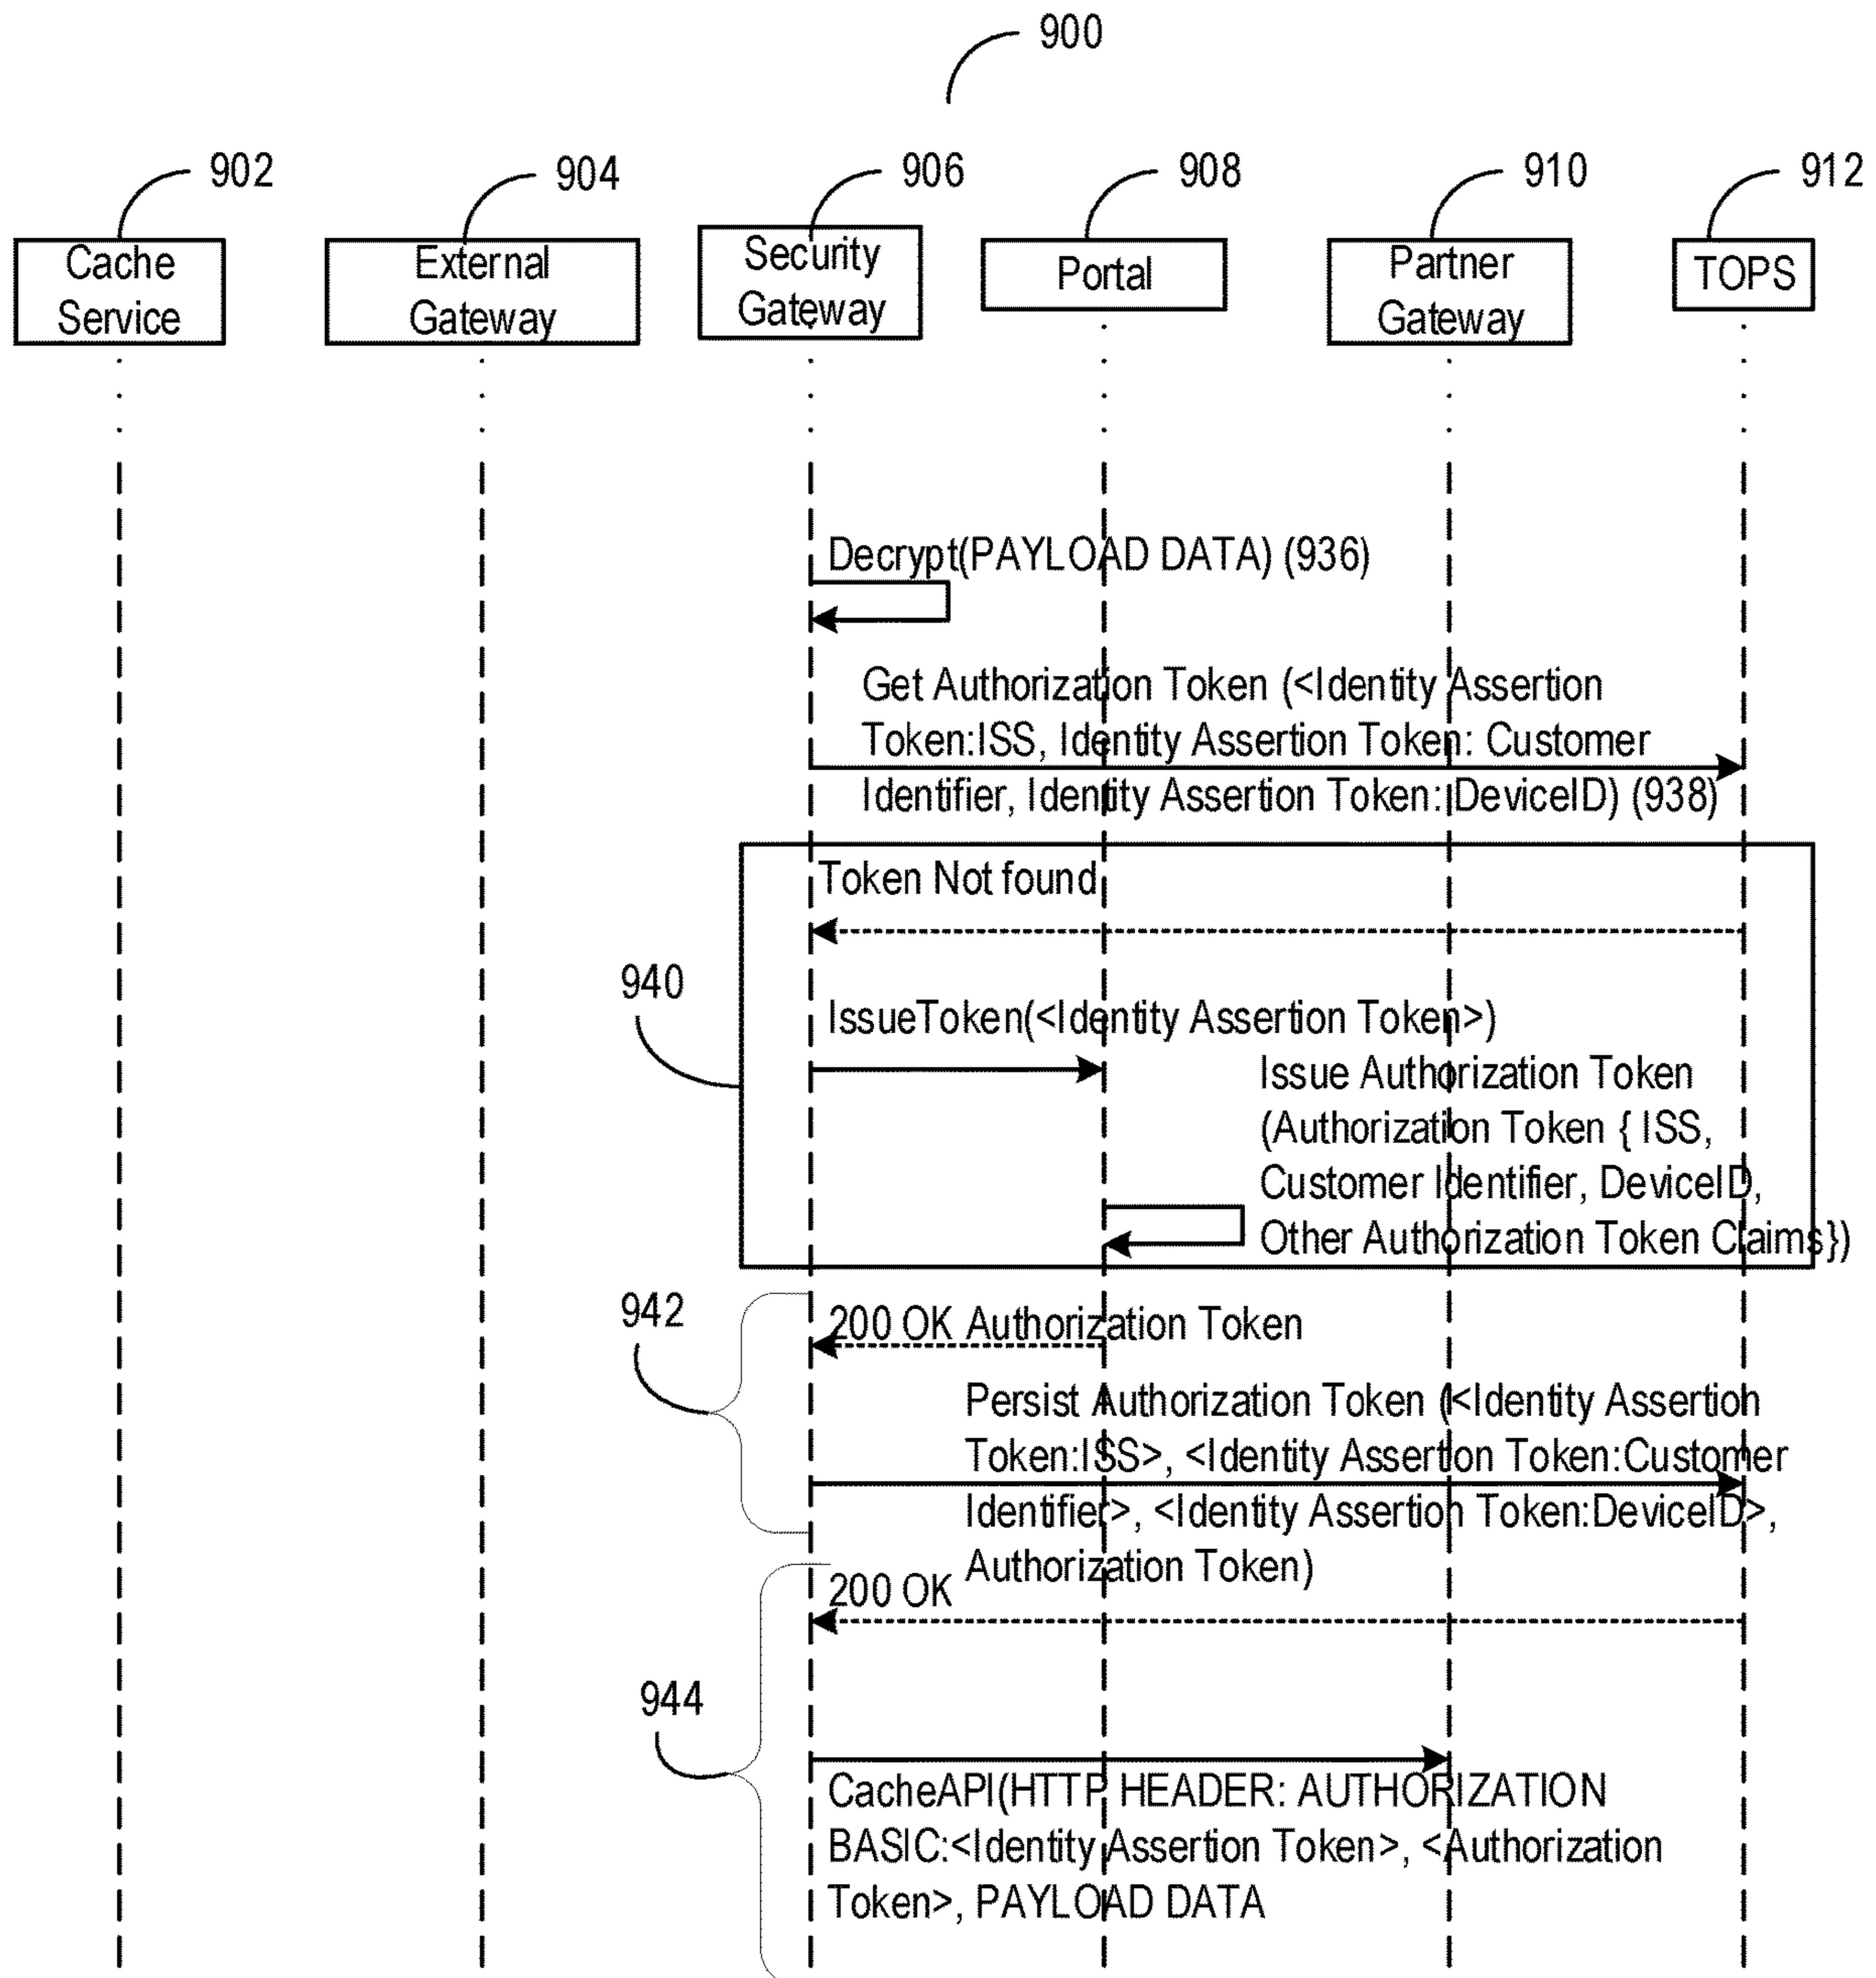 900
902
904
906
908
910
912
Cache
Service
External
Gateway
Security
Gateway
Portal
Partner
Gateway
TOPS
Decrypt(PAYLOAD DATA) (936)
Get Authorization Token (<Identity Assertion
Token:ISS, Identity Assertion Token: Customer
Identifier, Identity Assertion Token: DeviceID) (938)
Token Not found
940
IssueToken(<Identity Assertion Token>)
Issue Authorization Token
(Authorization Token { ISS,
Customer Identifier, DeviceID,
Other Authorization Token Claims})
942
200 OK Authorization Token
Persist Authorization Token (<Identity Assertion
Token:ISS>, <Identity Assertion Token:Customer
Identifier>, <Identity Assertion Token:DeviceID>,
Authorization Token)
200 OK
944
CacheAPI(HTTP HEADER: AUTHORIZATION
BASIC:<Identity Assertion Token>, <Authorization
Token>, PAYLOAD DATA